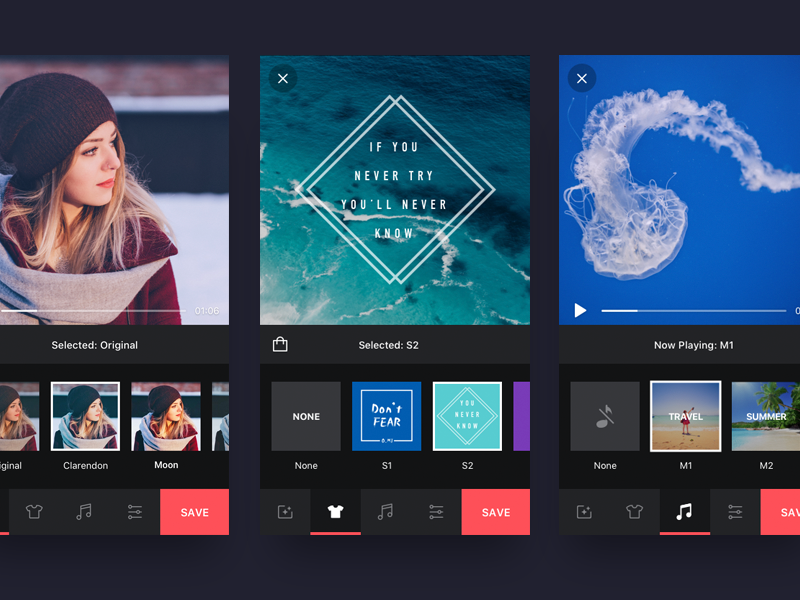 01:06
Selected: Original
iginal
Clarendon
Moon
SAVE
IF YOU
NEVER TRY
YOU'LL NEVER
KNOW
Selected: S2
NONE
Don't
FEAR
YOU
NEVER
KNOW
None
S1
S2
SAVE
0
Now Playing: M1
TRAVEL
SUMMER
None
M1
M2
SAV